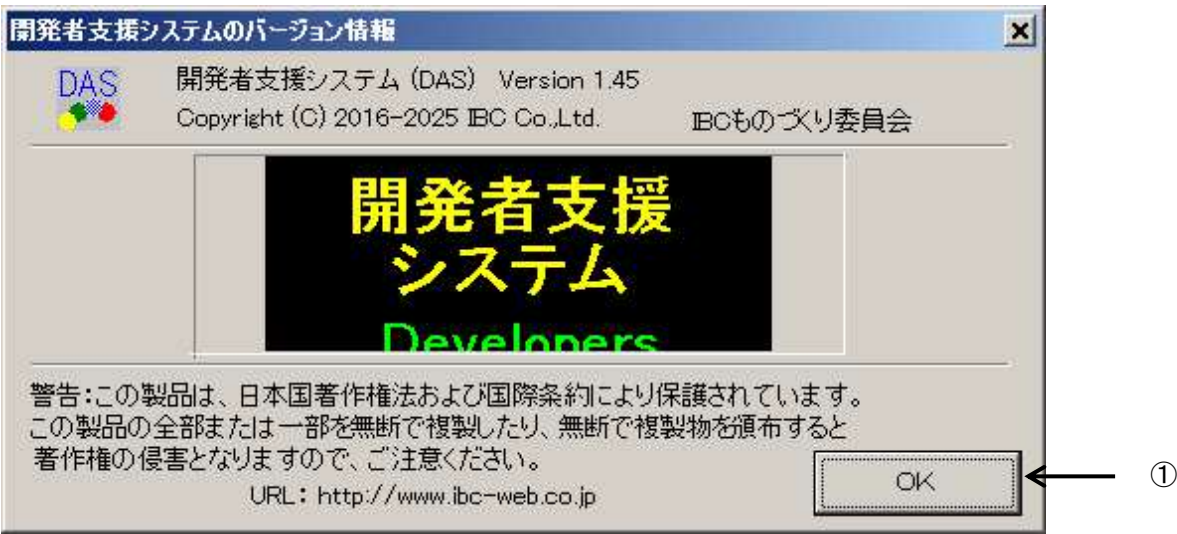 開発者支援システムのバージョン情報
DAS
開発者支援システム (DAS) Version 1.45
Copyright (C) 2016-2025 IBC Co.,Ltd. IBCものづくり委員会
開発者支援
システム
Developers
警告:この製品は、日本国著作権法および国際条約により保護されています。
この製品の全部または一部を無断で複製したり、無断で複製物を頒布すると
著作権の侵害となりますので、ご注意ください。
URL: http://www.ibc-web.co.jp
OK
①